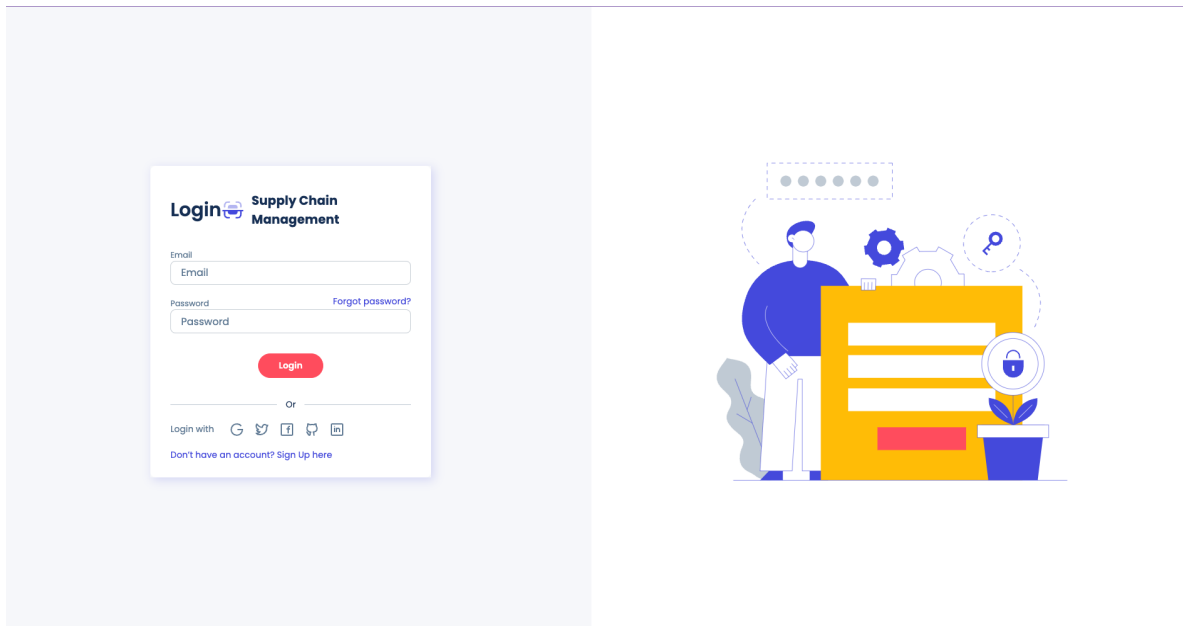 Login
Supply Chain
Management
Email
Email
Password
Forgot password?
Password
Login
Or
Login with
Don't have an account? Sign Up here